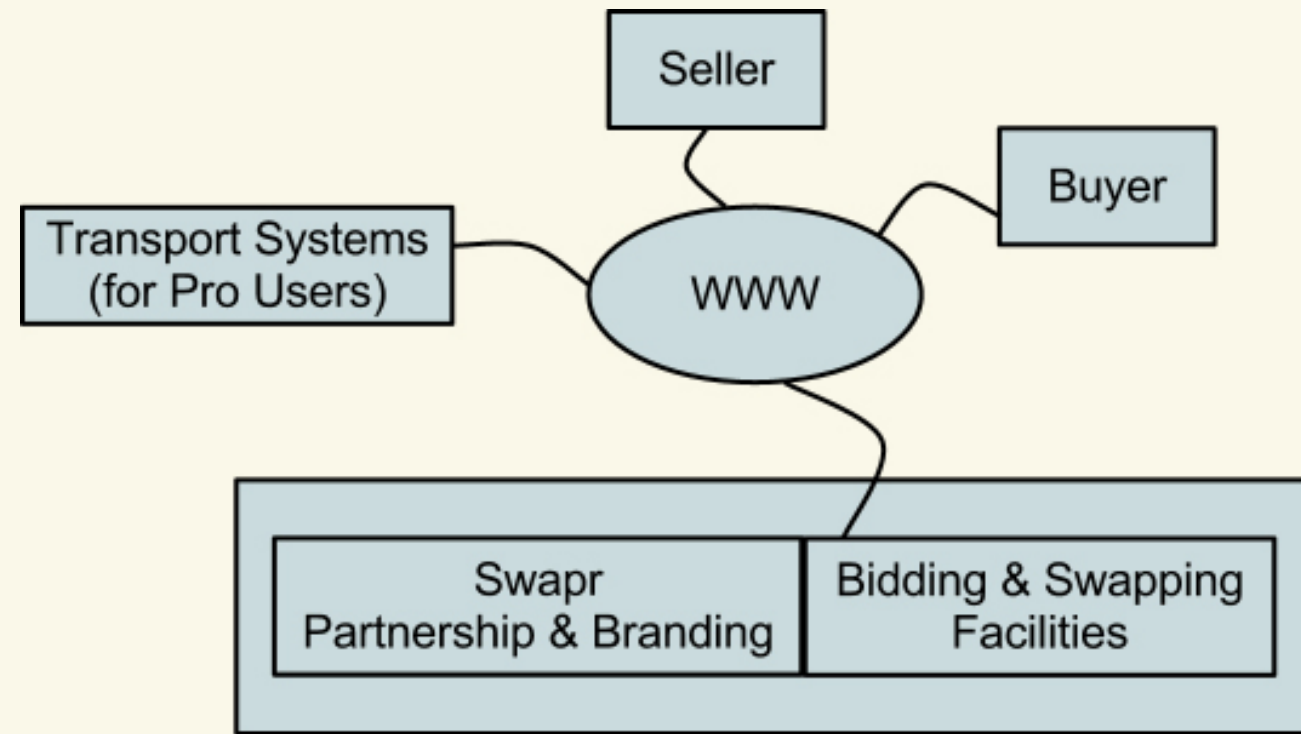 Seller
Buyer
Transport Systems
(for Pro Users)
WWW
Swapr
Partnership & Branding
Bidding & Swapping
Facilities